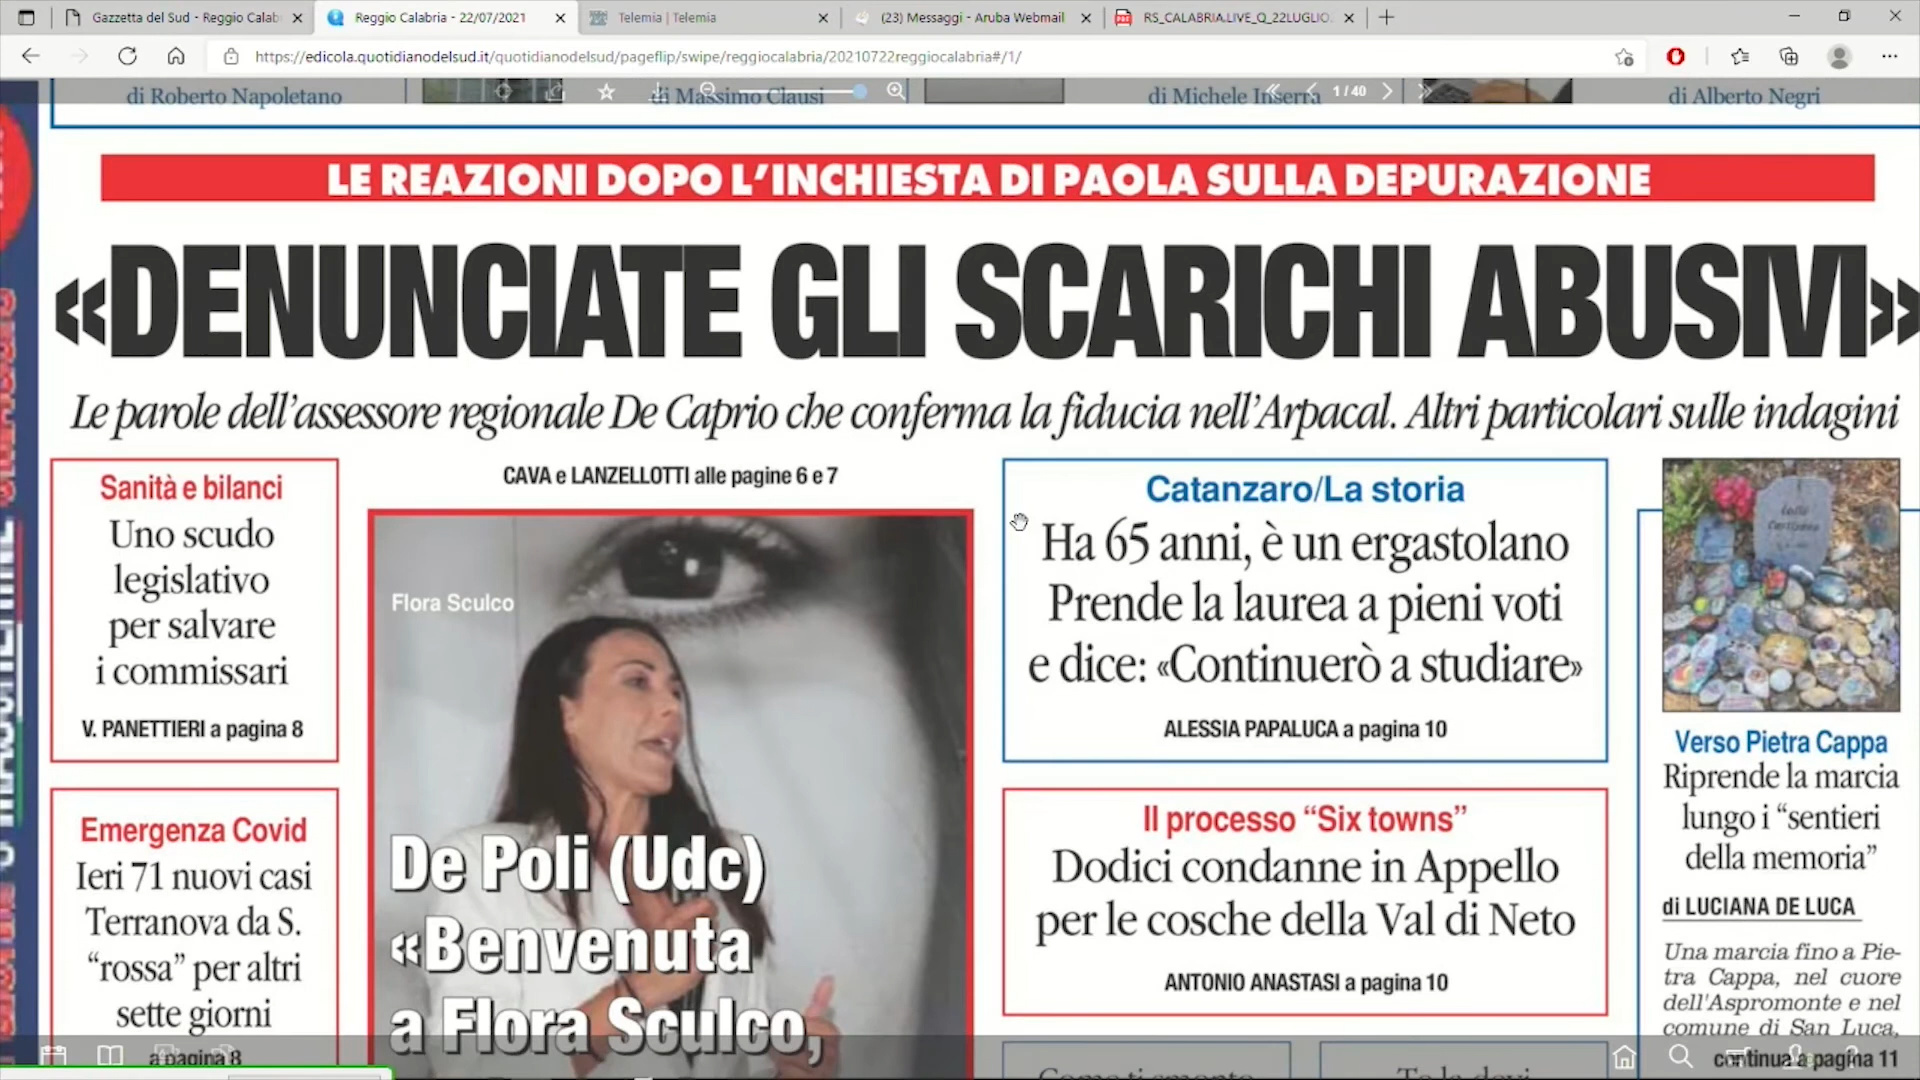 Gazzetta del Sud - Reggio Calab
Reggio Calabria - 22/07/2021
Telemia | Telemia
(23) Messaggi - Aruba Webmail
RS_CALABRIA.LIVE_Q_22LUGLIO
https://edicola.quotidianodelsud.it/quotidianodelsud/pageflip/swipe/reggiocalabria/20210722reggiocalabria#/1/
di Roberto Napoletano
di Massimo Clausi
di Michele Inserra
1 / 40
di Alberto Negri
LE REAZIONI DOPO L'INCHIESTA DI PAOLA SULLA DEPURAZIONE
«DENUNCIATE GLI SCARICHI ABUSIVI»
Le parole dell'assessore regionale De Caprio che conferma la fiducia nell'Arpacal. Altri particolari sulle indagini
CAVA e LANZELLOTTI alle pagine 6 e 7
Sanità e bilanci
Uno scudo
legislativo
per salvare
i commissari
V. PANETTIERI a pagina 8
Emergenza Covid
Ieri 71 nuovi casi
Terranova da S.
“rossa” per altri
sette giorni
a pagina 8
Flora Sculco
De Poli (Udc)
«Benvenuta
a Flora Sculco,
Catanzaro/La storia
Ha 65 anni, è un ergastolano
Prende la laurea a pieni voti
e dice: «Continuerò a studiare»
ALESSIA PAPALUCA a pagina 10
Il processo “Six towns”
Dodici condanne in Appello
per le cosche della Val di Neto
ANTONIO ANASTASI a pagina 10
Verso Pietra Cappa
Riprende la marcia
lungo i “sentieri
della memoria”
di LUCIANA DE LUCA
Una marcia fino a Pie-
tra Cappa, nel cuore
dell'Aspromonte e nel
comune di San Luca,
continua a pagina 11